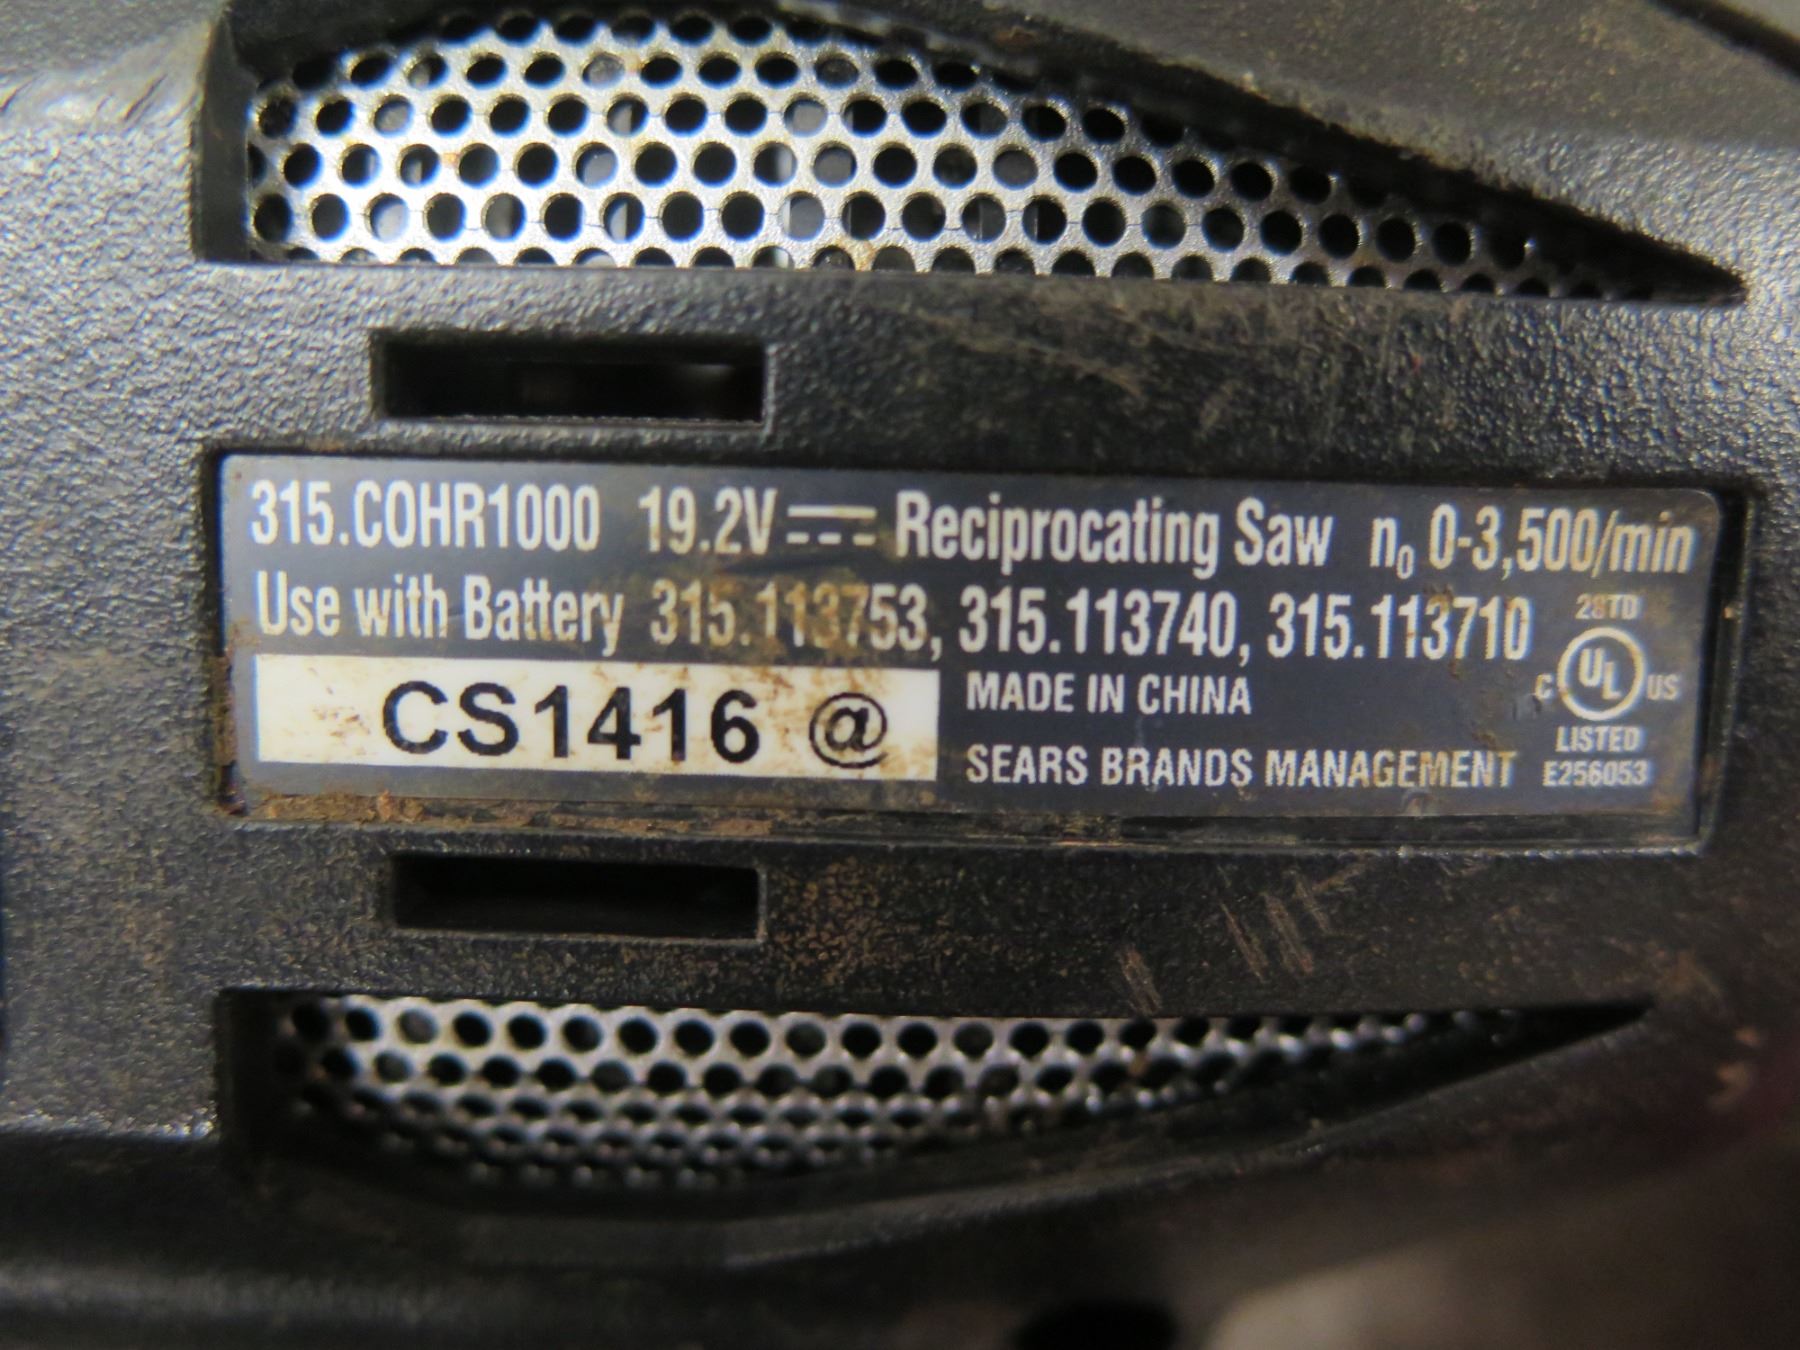 315.COHR1000 19.2V Reciprocating Saw n0 0-3,500/min
Use with Battery 315.113753, 315.113740, 315.113710
28TD
CS1416 @
MADE IN CHINA
C UL US
SEARS BRANDS MANAGEMENT
LISTED
E256053